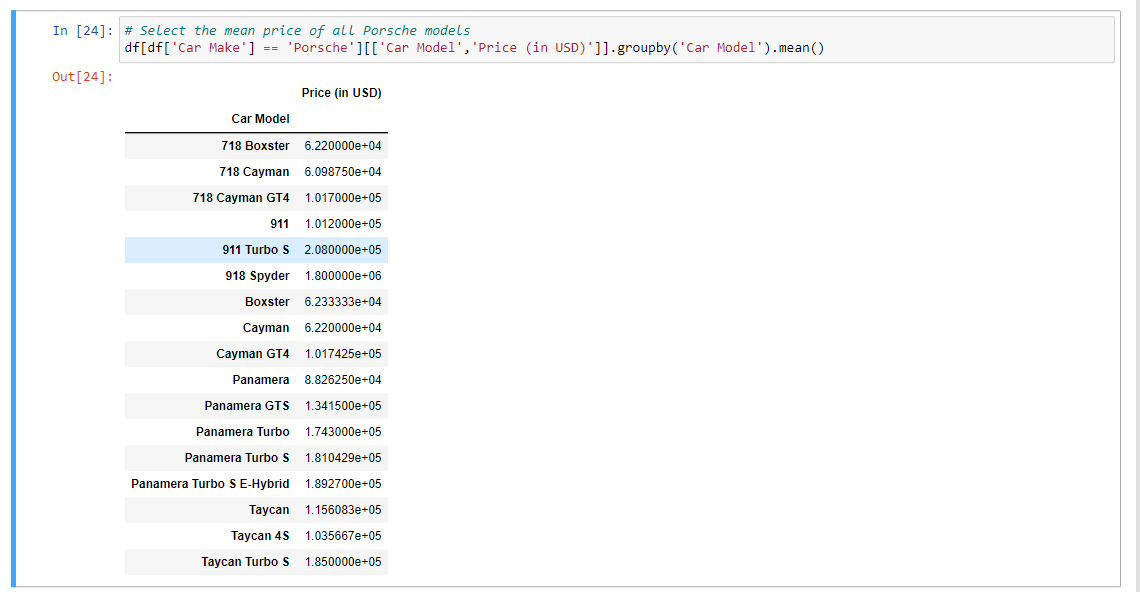 In [24]: # Select the mean price of all Porsche models
df[df['Car Make'] == 'Porsche'][['Car Model','Price (in USD)']].groupby('Car Model').mean()
Out[24]:
Price (in USD)
Car Model
718 Boxster 6.220000e+04
718 Cayman 6.098750e+04
718 Cayman GT4 1.017000e+05
911 1.012000e+05
911 Turbo S 2.080000e+05
918 Spyder 1.800000e+06
Boxster 6.233333e+04
Cayman 6.220000e+04
Cayman GT4 1.017425e+05
Panamera 8.826250e+04
Panamera GTS 1.341500e+05
Panamera Turbo 1.743000e+05
Panamera Turbo S 1.810429e+05
Panamera Turbo S E-Hybrid 1.892700e+05
Taycan 1.156083e+05
Taycan 4S 1.035667e+05
Taycan Turbo S 1.850000e+05